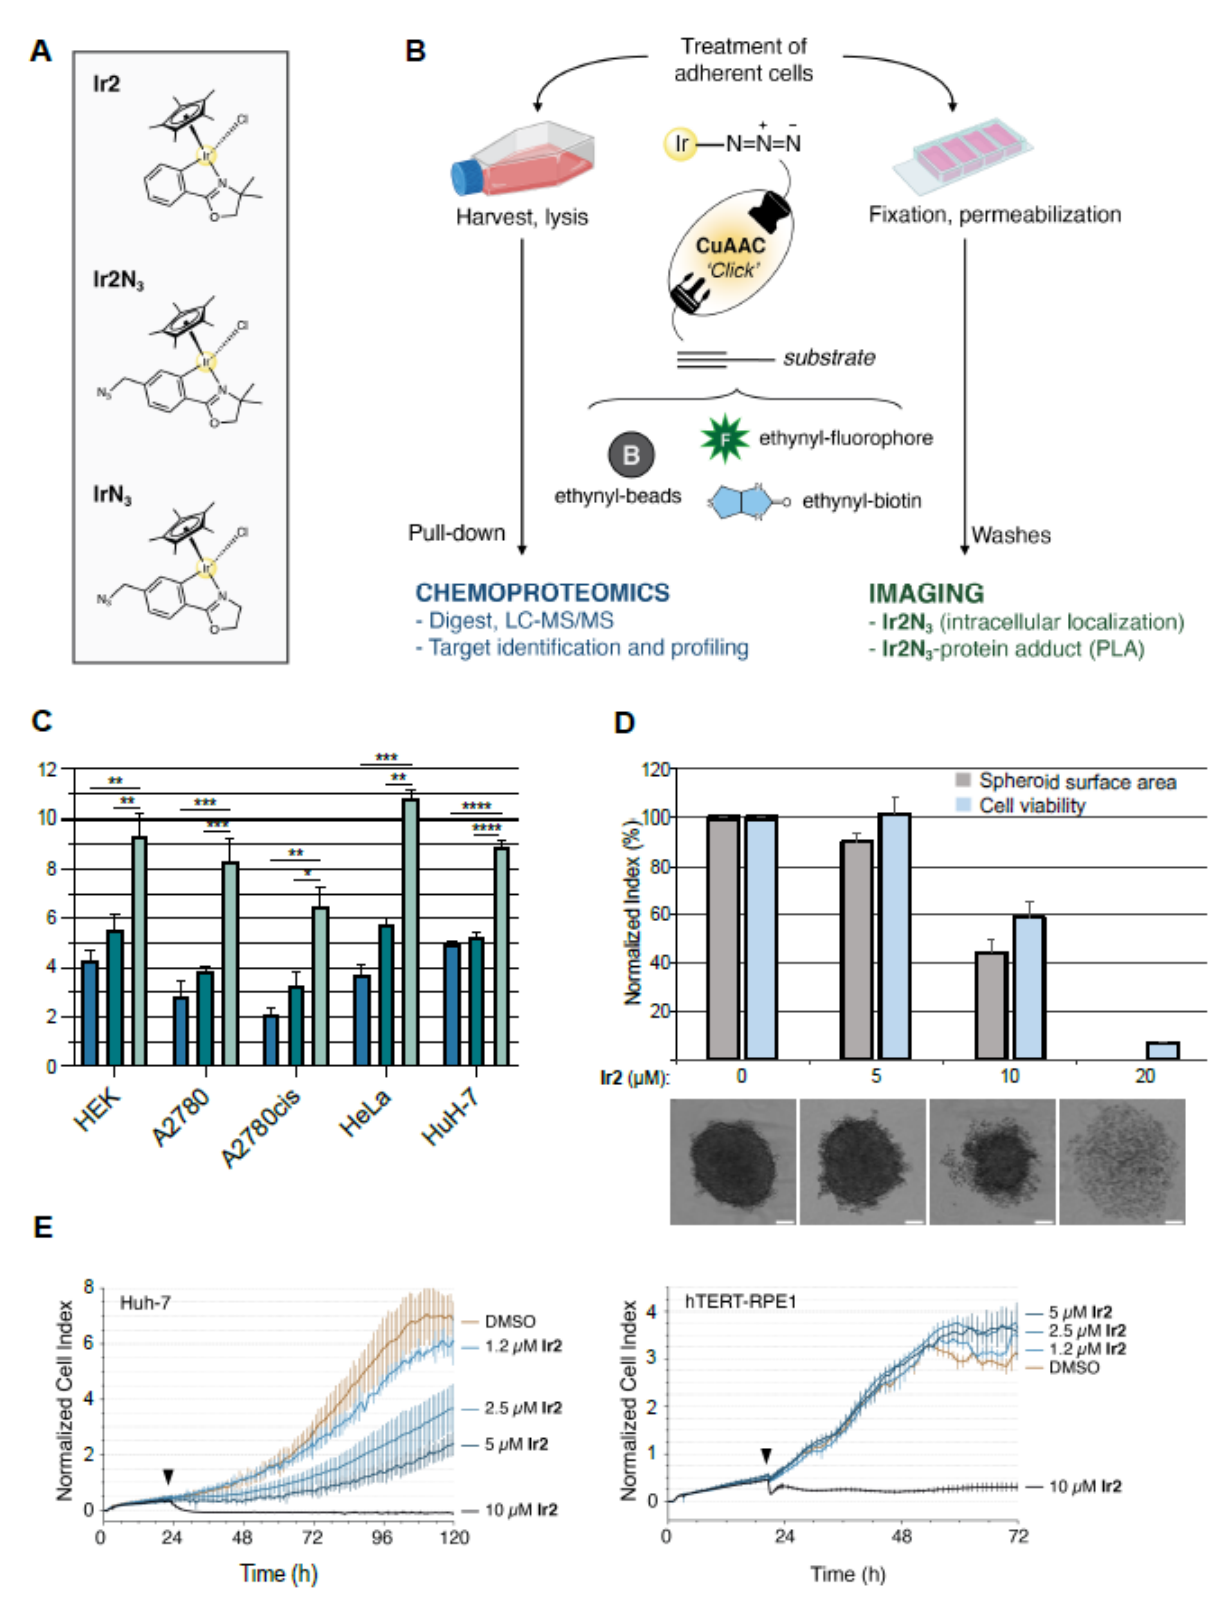 A
Ir2
Cl
Ir
N
O
Ir2N₃
Cl
Ir
N₃
N
O
IrN₃
Cl
Ir
N₃
N
O
B
Treatment of
adherent cells
Ir—N=N=N
+ −
Harvest, lysis
Fixation, permeabilization
CuAAC
'Click'
substrate
B
ethynyl-beads
F
ethynyl-fluorophore
S
N
N
O
ethynyl-biotin
Pull-down
Washes
CHEMOPROTEOMICS
- Digest, LC-MS/MS
- Target identification and profiling
IMAGING
- Ir2N₃ (intracellular localization)
- Ir2N₃-protein adduct (PLA)
C
12
10
8
6
4
2
0
**
**
***
***
**
*
***
**
****
****
HEK
A2780
A2780cis
HeLa
HuH-7
D
Normalized Index (%)
120
100
80
60
40
20
Spheroid surface area
Cell viability
Ir2 (µM):
0
5
10
20
E
Huh-7
Normalized Cell Index
8
6
4
2
0
0
24
48
72
96
120
Time (h)
DMSO
1.2 µM Ir2
2.5 µM Ir2
5 µM Ir2
10 µM Ir2
hTERT-RPE1
Normalized Cell Index
4
3
2
1
0
0
24
48
72
Time (h)
5 µM Ir2
2.5 µM Ir2
1.2 µM Ir2
DMSO
10 µM Ir2